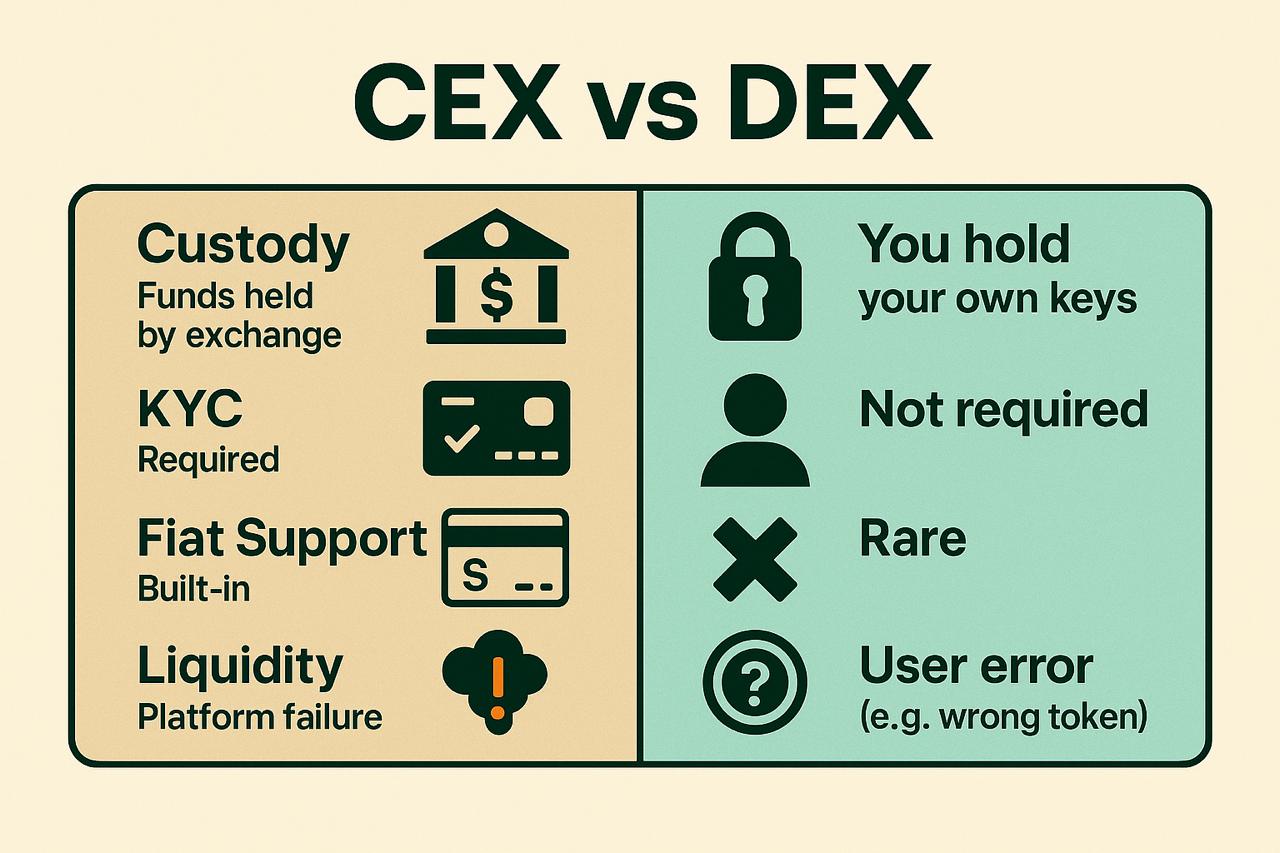 CEX vs DEX
Custody
Funds held
by exchange
$
You hold
your own keys
KYC
Required
Not required
Fiat Support
Built-in
S
Rare
Liquidity
Platform failure
!
?
User error
(e.g. wrong token)